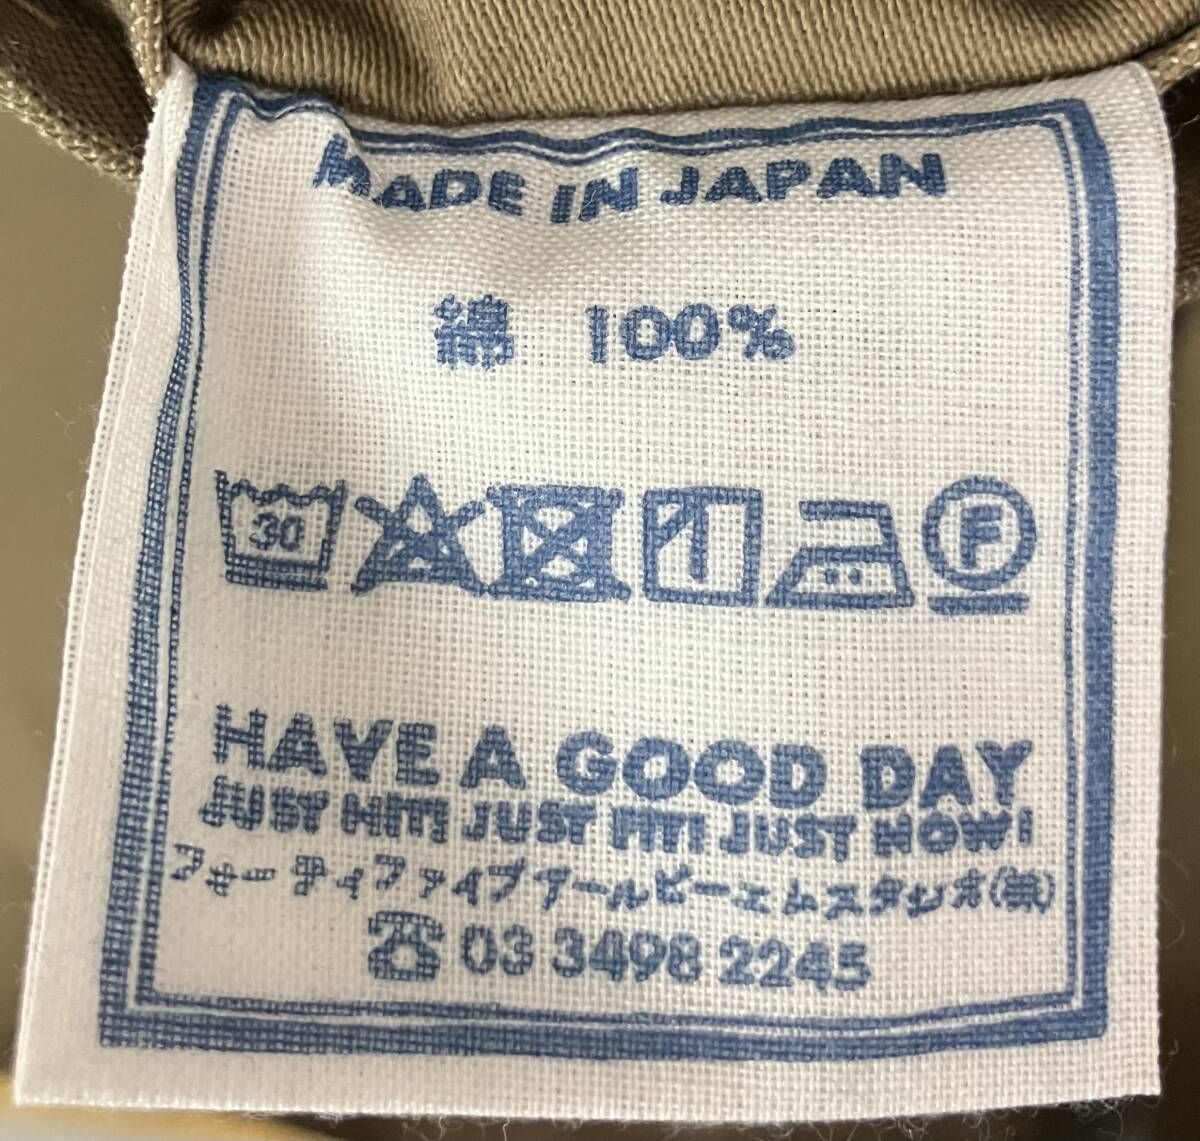 MADE IN JAPAN
綿 100%
30 F
HAVE A GOOD DAY
JUST HIT! JUST FIT! JUST NOW!
フォーティファイブアールピーエムスタジオ(株)
☎ 03 3498 2245